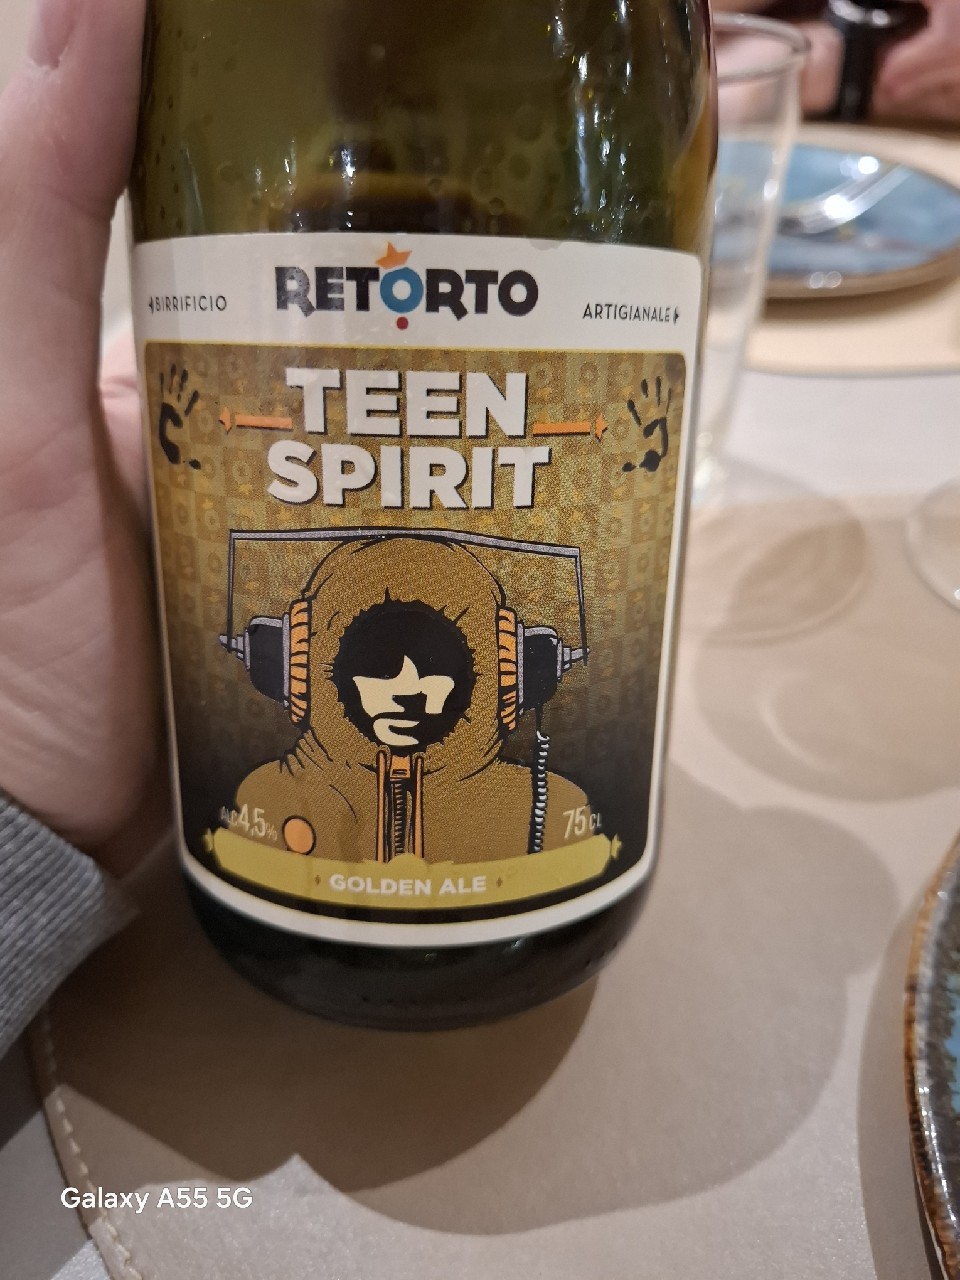 BIRRIFICIO
RETORTO
ARTIGIANALE
TEEN
SPIRIT
ALC 4,5%
75 CL
GOLDEN ALE
Galaxy A55 5G